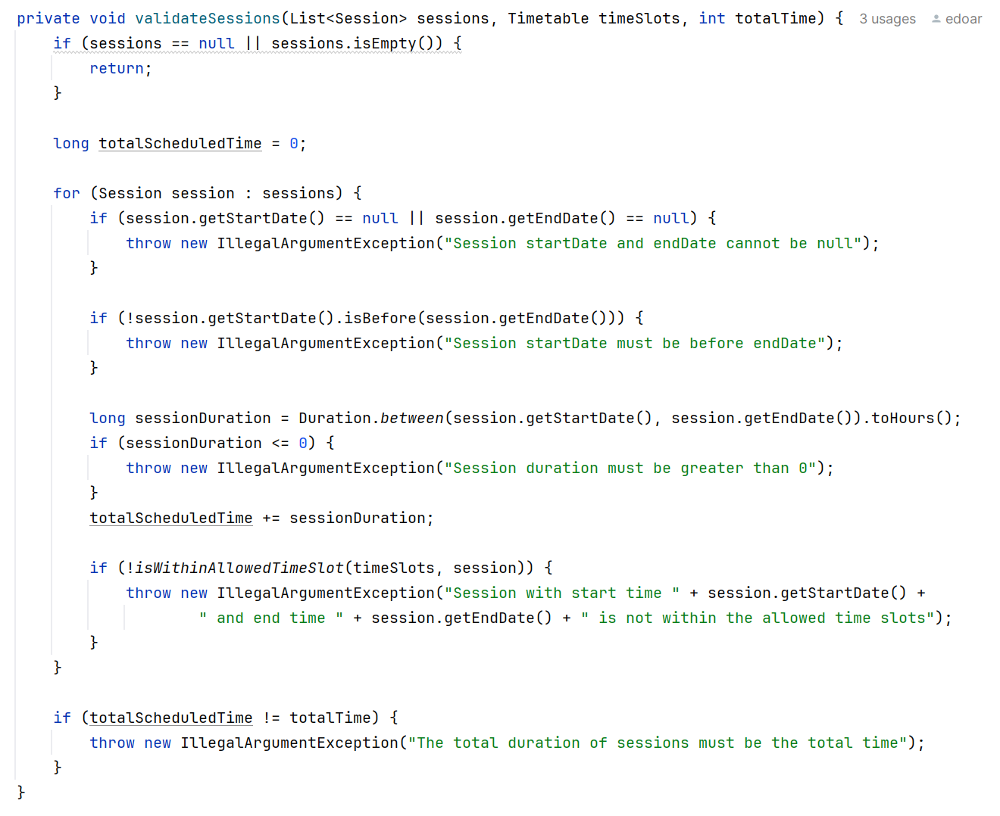 private void validateSessions(List<Session> sessions, Timetable timeSlots, int totalTime) { 3 usages edoar
    if (sessions == null || sessions.isEmpty()) {
        return;
    }

    long totalScheduledTime = 0;

    for (Session session : sessions) {
        if (session.getStartDate() == null || session.getEndDate() == null) {
            throw new IllegalArgumentException("Session startDate and endDate cannot be null");
        }

        if (!session.getStartDate().isBefore(session.getEndDate())) {
            throw new IllegalArgumentException("Session startDate must be before endDate");
        }

        long sessionDuration = Duration.between(session.getStartDate(), session.getEndDate()).toHours();
        if (sessionDuration <= 0) {
            throw new IllegalArgumentException("Session duration must be greater than 0");
        }
        totalScheduledTime += sessionDuration;

        if (!isWithinAllowedTimeSlot(timeSlots, session)) {
            throw new IllegalArgumentException("Session with start time " + session.getStartDate() +
                    " and end time " + session.getEndDate() + " is not within the allowed time slots");
        }
    }

    if (totalScheduledTime != totalTime) {
        throw new IllegalArgumentException("The total duration of sessions must be the total time");
    }
}